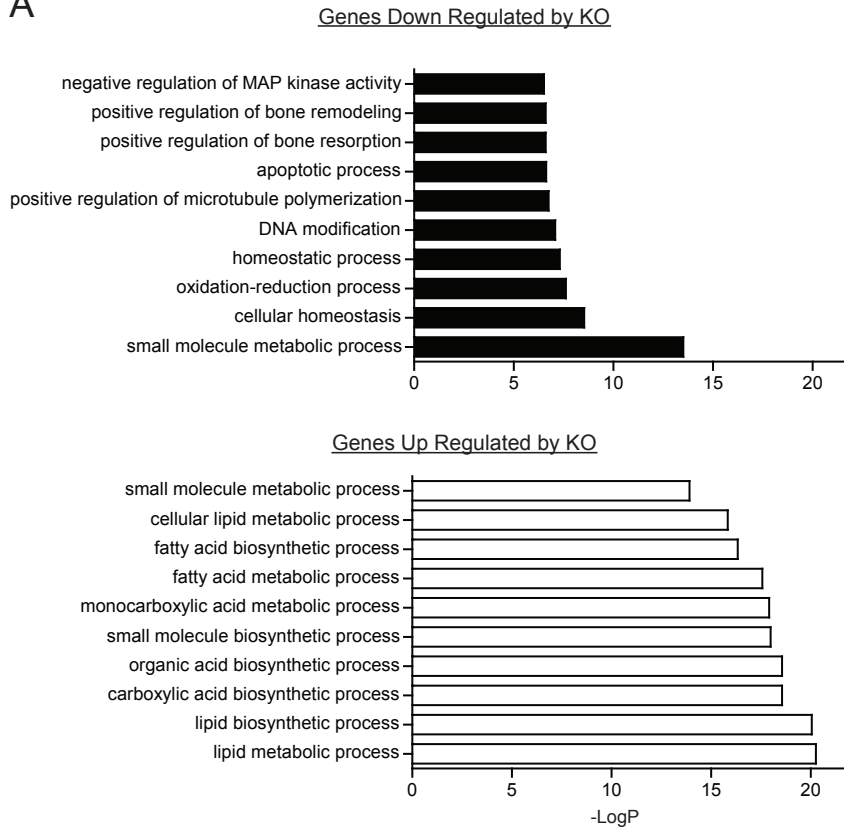 A
Genes Down Regulated by KO
negative regulation of MAP kinase activity
positive regulation of bone remodeling
positive regulation of bone resorption
apoptotic process
positive regulation of microtubule polymerization
DNA modification
homeostatic process
oxidation-reduction process
cellular homeostasis
small molecule metabolic process
0 5 10 15 20
Genes Up Regulated by KO
small molecule metabolic process
cellular lipid metabolic process
fatty acid biosynthetic process
fatty acid metabolic process
monocarboxylic acid metabolic process
small molecule biosynthetic process
organic acid biosynthetic process
carboxylic acid biosynthetic process
lipid biosynthetic process
lipid metabolic process
0 5 10 15 20
-LogP